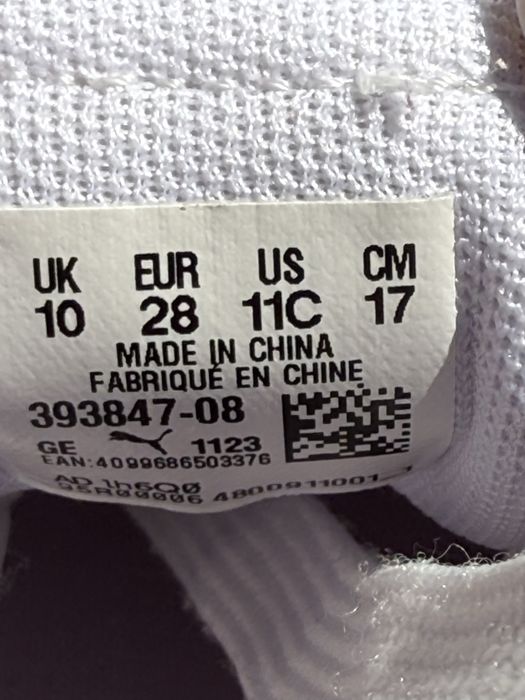 UK EUR US CM
10 28 11C 17
MADE IN CHINA
FABRIQUÉ EN CHINE
393847-08
GE 1123
EAN:4099686503376